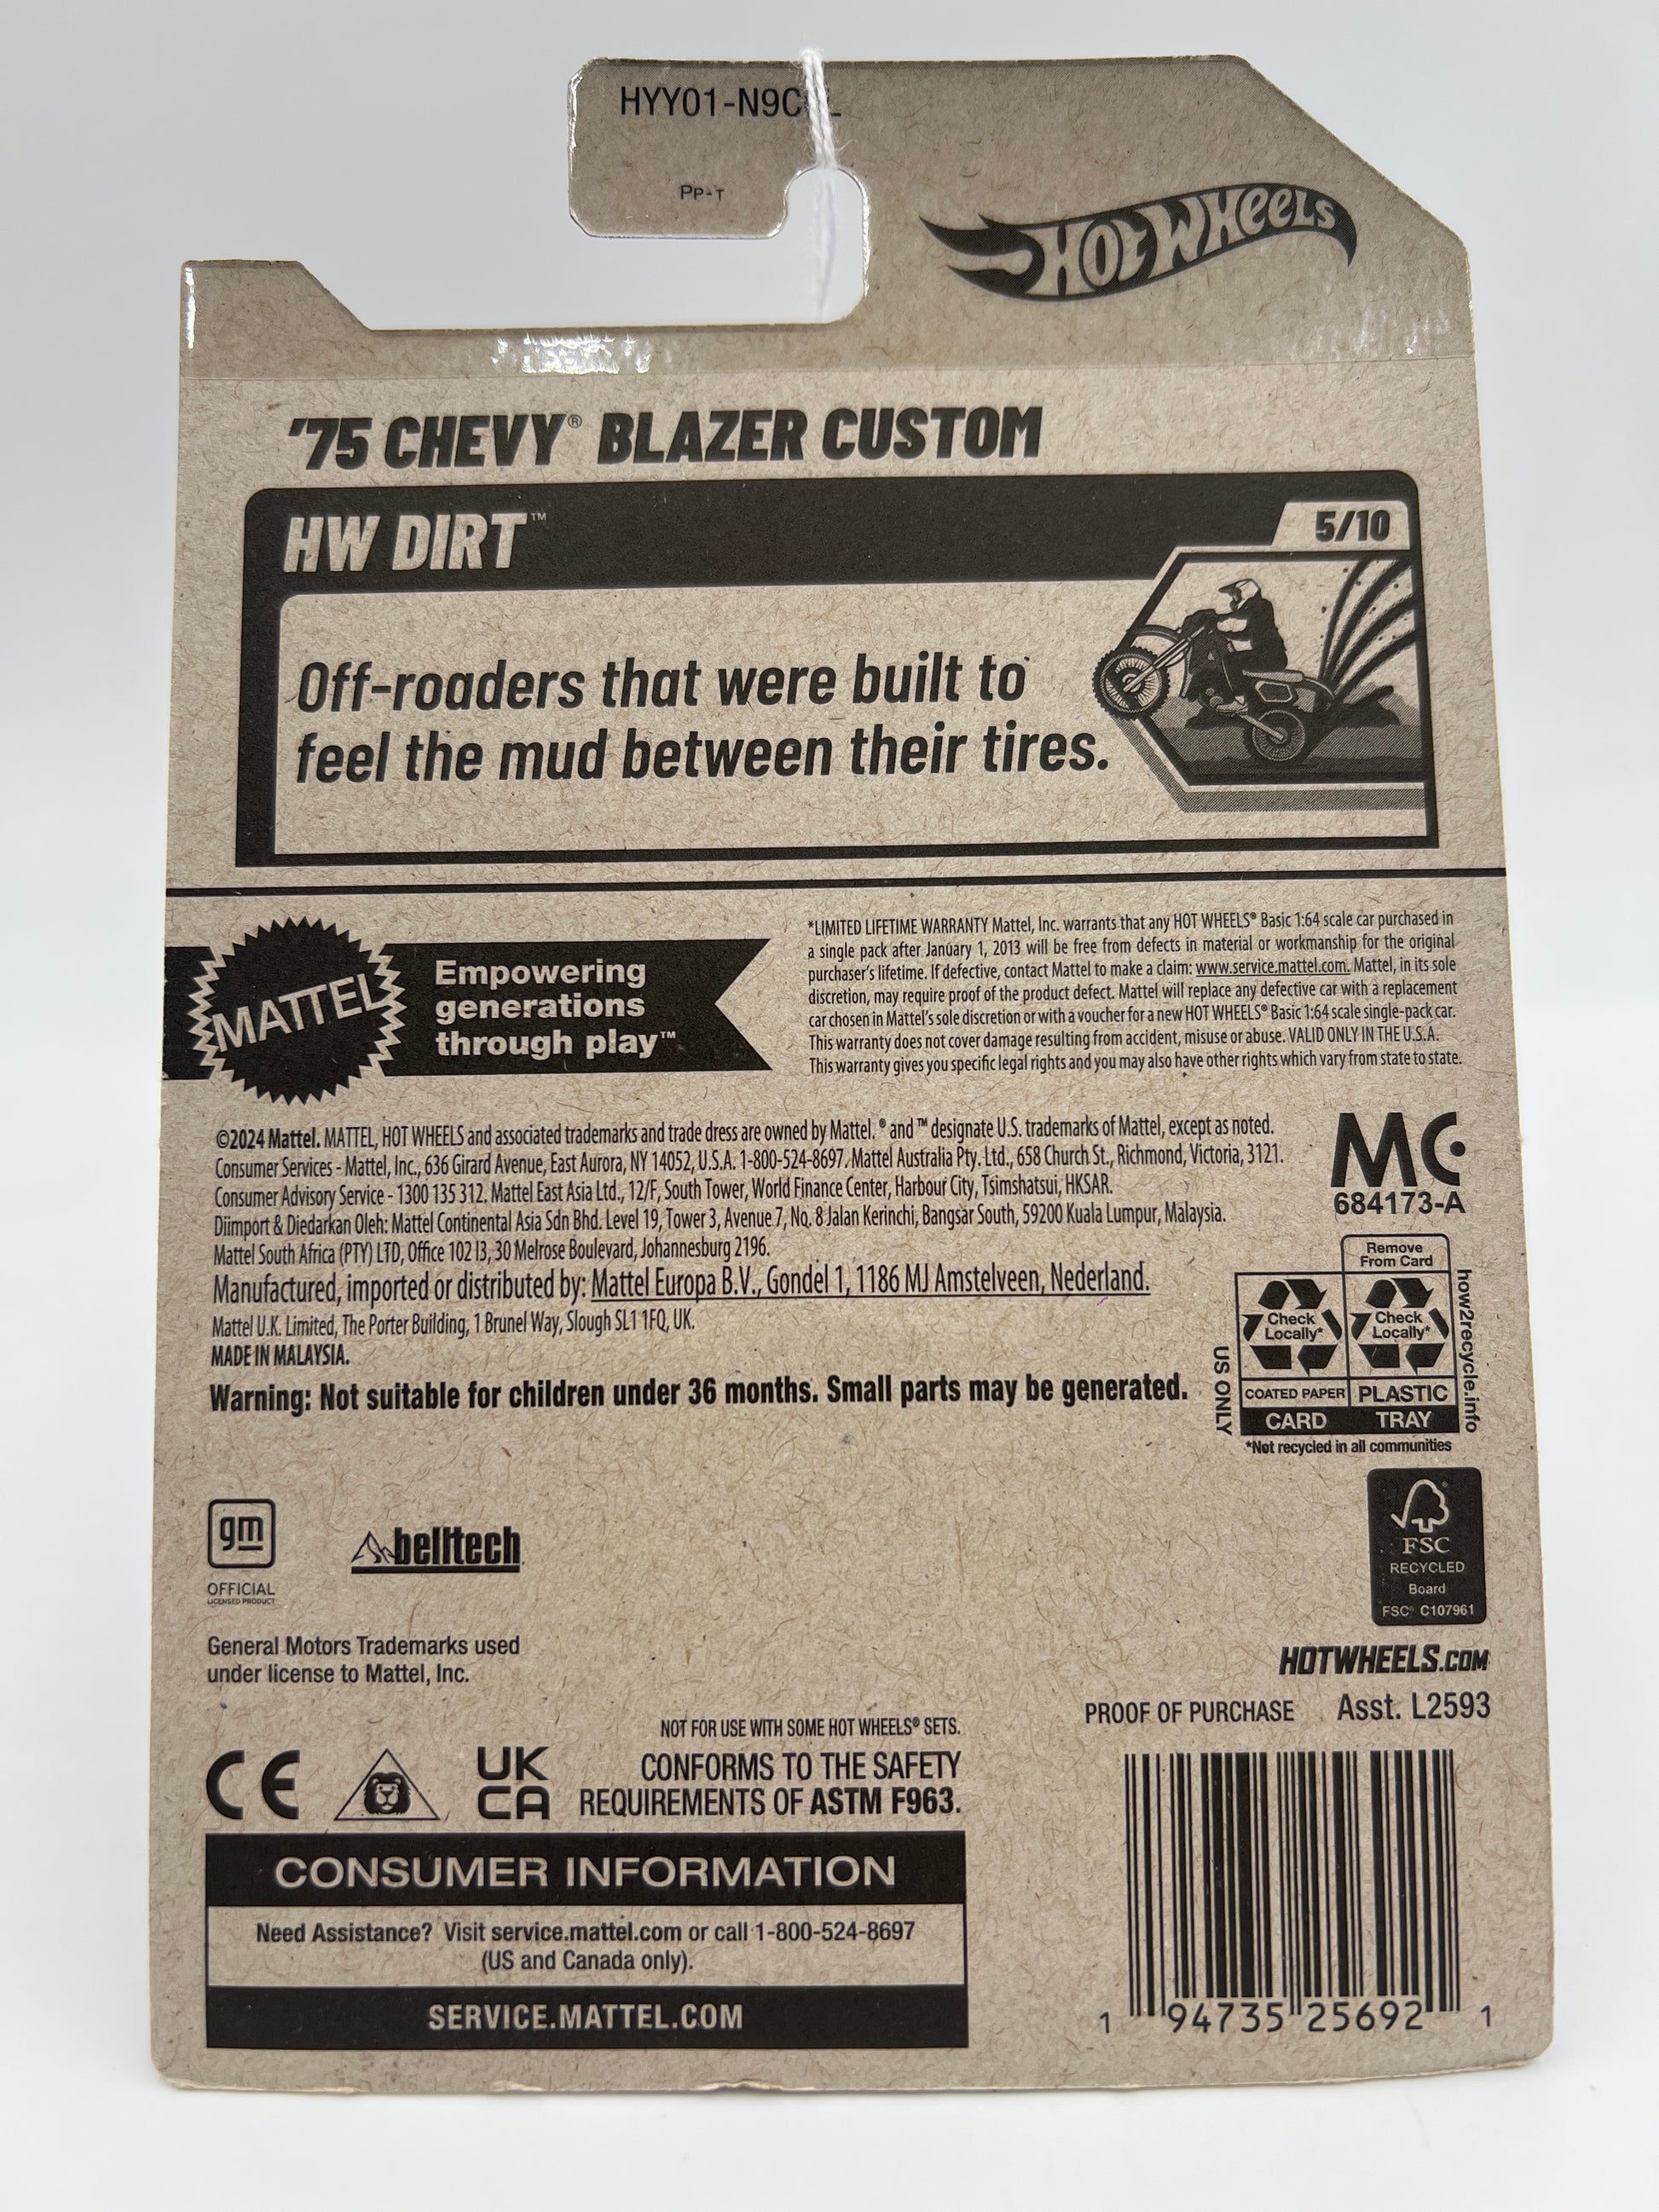 HYY01-N9C
Pp-T
HOT WHEELS
'75 CHEVY® BLAZER CUSTOM
HW DIRT™
5/10
Off-roaders that were built to
feel the mud between their tires.
MATTEL
Empowering
generations
through play™
*LIMITED LIFETIME WARRANTY Mattel, Inc. warrants that any HOT WHEELS® Basic 1:64 scale car purchased in
a single pack after January 1, 2013 will be free from defects in material or workmanship for the original
purchaser's lifetime. If defective, contact Mattel to make a claim: www.service.mattel.com. Mattel, in its sole
discretion, may require proof of the product defect. Mattel will replace any defective car with a replacement
car chosen in Mattel's sole discretion or with a voucher for a new HOT WHEELS® Basic 1:64 scale single-pack car.
This warranty does not cover damage resulting from accident, misuse or abuse. VALID ONLY IN THE U.S.A.
This warranty gives you specific legal rights and you may also have other rights which vary from state to state.
©2024 Mattel. MATTEL, HOT WHEELS and associated trademarks and trade dress are owned by Mattel. ® and ™ designate U.S. trademarks of Mattel, except as noted.
Consumer Services - Mattel, Inc., 636 Girard Avenue, East Aurora, NY 14052, U.S.A. 1-800-524-8697. Mattel Australia Pty. Ltd., 658 Church St., Richmond, Victoria, 3121.
Consumer Advisory Service - 1300 135 312. Mattel East Asia Ltd., 12/F, South Tower, World Finance Center, Harbour City, Tsimshatsui, HKSAR.
Diimport & Diedarkan Oleh: Mattel Continental Asia Sdn Bhd. Level 19, Tower 3, Avenue 7, No. 8 Jalan Kerinchi, Bangsar South, 59200 Kuala Lumpur, Malaysia.
Mattel South Africa (PTY) LTD, Office 102 I3, 30 Melrose Boulevard, Johannesburg 2196.
Manufactured, imported or distributed by: Mattel Europa B.V., Gondel 1, 1186 MJ Amstelveen, Nederland.
Mattel U.K. Limited, The Porter Building, 1 Brunel Way, Slough SL1 1FQ, UK.
MADE IN MALAYSIA.
Warning: Not suitable for children under 36 months. Small parts may be generated.
MC
684173-A
Remove
From Card
Check
Locally*
Check
Locally*
COATED PAPER
PLASTIC
CARD
TRAY
US ONLY
how2recycle.info
*Not recycled in all communities
gm
OFFICIAL
LICENSED PRODUCT
belltech
FSC
RECYCLED
Board
FSC® C107961
General Motors Trademarks used
under license to Mattel, Inc.
HOTWHEELS.COM
PROOF OF PURCHASE Asst. L2593
NOT FOR USE WITH SOME HOT WHEELS® SETS.
CE
UK
CA
CONFORMS TO THE SAFETY
REQUIREMENTS OF ASTM F963.
CONSUMER INFORMATION
Need Assistance? Visit service.mattel.com or call 1-800-524-8697
(US and Canada only).
SERVICE.MATTEL.COM
1 94735 25692 1